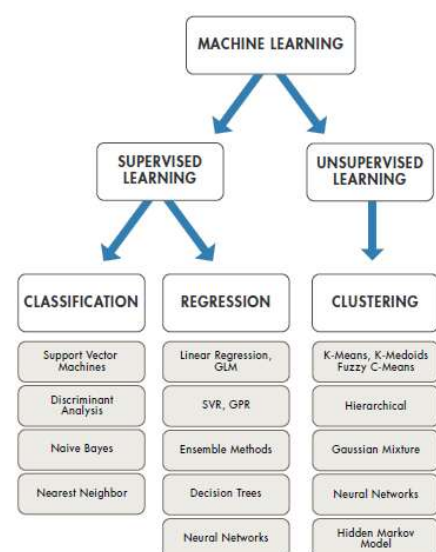 MACHINE LEARNING
SUPERVISED
LEARNING
UNSUPERVISED
LEARNING
CLASSIFICATION
REGRESSION
CLUSTERING
Support Vector
Machines
Discriminant
Analysis
Naive Bayes
Nearest Neighbor
Linear Regression,
GLM
SVR, GPR
Ensemble Methods
Decision Trees
Neural Networks
K-Means, K-Medoids
Fuzzy C-Means
Hierarchical
Gaussian Mixture
Neural Networks
Hidden Markov
Model